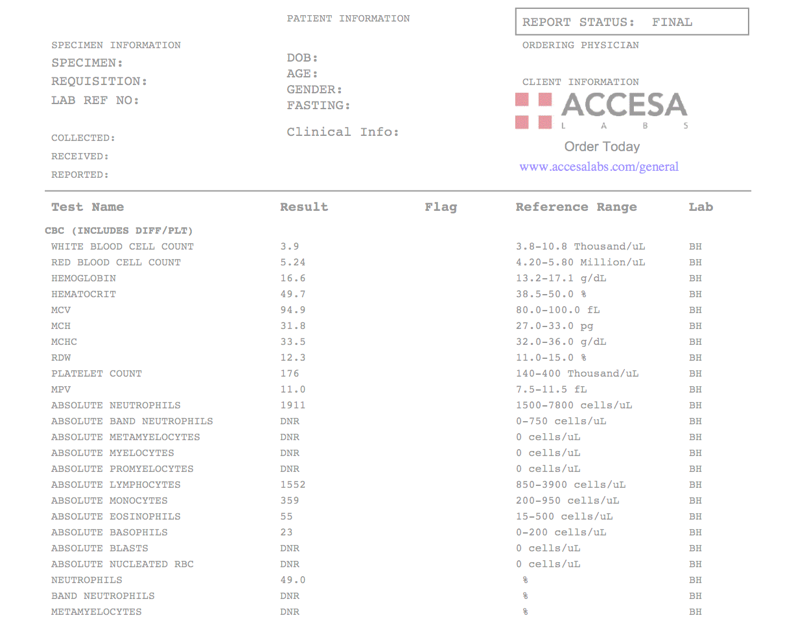 PATIENT INFORMATION
REPORT STATUS: FINAL
SPECIMEN INFORMATION
SPECIMEN:
REQUISITION:
LAB REF NO:
COLLECTED:
RECEIVED:
REPORTED:
DOB:
AGE:
GENDER:
FASTING:
Clinical Info:
ORDERING PHYSICIAN
CLIENT INFORMATION
ACCESA
LABS
Order Today
www.accesalabs.com/general
Test Name Result Flag Reference Range Lab
CBC (INCLUDES DIFF/PLT)
WHITE BLOOD CELL COUNT 3.9 3.8-10.8 Thousand/uL BH
RED BLOOD CELL COUNT 5.24 4.20-5.80 Million/uL BH
HEMOGLOBIN 16.6 13.2-17.1 g/dL BH
HEMATOCRIT 49.7 38.5-50.0 % BH
MCV 94.9 80.0-100.0 fL BH
MCH 31.8 27.0-33.0 pg BH
MCHC 33.5 32.0-36.0 g/dL BH
RDW 12.3 11.0-15.0 % BH
PLATELET COUNT 176 140-400 Thousand/uL BH
MPV 11.0 7.5-11.5 fL BH
ABSOLUTE NEUTROPHILS 1911 1500-7800 cells/uL BH
ABSOLUTE BAND NEUTROPHILS DNR 0-750 cells/uL BH
ABSOLUTE METAMYELOCYTES DNR 0 cells/uL BH
ABSOLUTE MYELOCYTES DNR 0 cells/uL BH
ABSOLUTE PROMYELOCYTES DNR 0 cells/uL BH
ABSOLUTE LYMPHOCYTES 1552 850-3900 cells/uL BH
ABSOLUTE MONOCYTES 359 200-950 cells/uL BH
ABSOLUTE EOSINOPHILS 55 15-500 cells/uL BH
ABSOLUTE BASOPHILS 23 0-200 cells/uL BH
ABSOLUTE BLASTS DNR 0 cells/uL BH
ABSOLUTE NUCLEATED RBC DNR 0 cells/uL BH
NEUTROPHILS 49.0 % BH
BAND NEUTROPHILS DNR % BH
METAMYELOCYTES DNR % BH